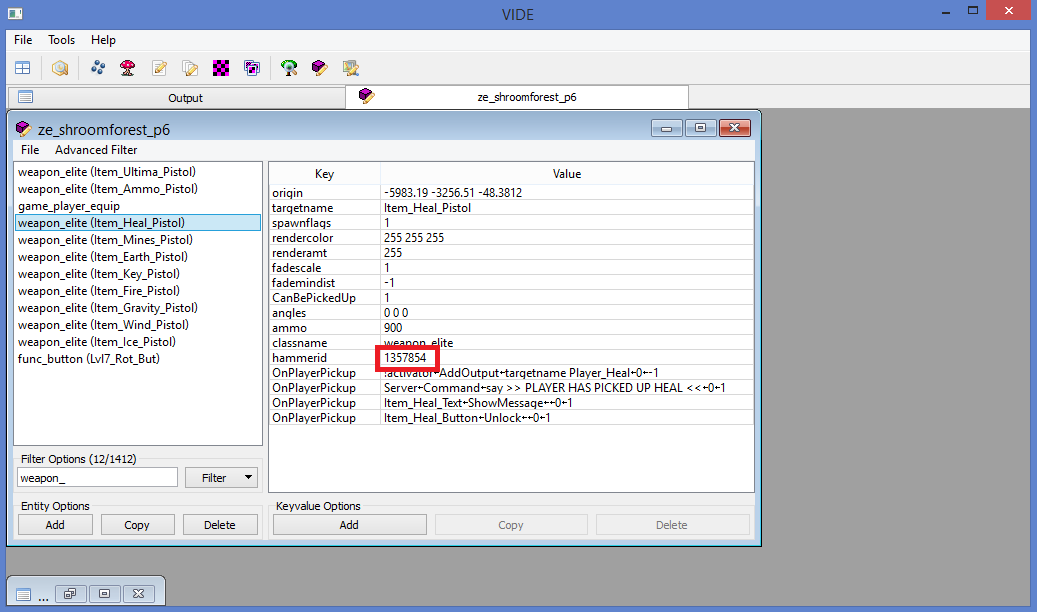 VIDE
File Tools Help
Output
ze_shroomforest_p6
ze_shroomforest_p6
File Advanced Filter
weapon_elite (Item_Ultima_Pistol)
weapon_elite (Item_Ammo_Pistol)
game_player_equip
weapon_elite (Item_Heal_Pistol)
weapon_elite (Item_Mines_Pistol)
weapon_elite (Item_Earth_Pistol)
weapon_elite (Item_Key_Pistol)
weapon_elite (Item_Fire_Pistol)
weapon_elite (Item_Gravity_Pistol)
weapon_elite (Item_Wind_Pistol)
weapon_elite (Item_Ice_Pistol)
func_button (Lvl7_Rot_But)
Filter Options (12/1412)
weapon_
Filter
Entity Options
Add Copy Delete
Key Value
origin -5983.19 -3256.51 -48.3812
targetname Item_Heal_Pistol
spawnflags 1
rendercolor 255 255 255
renderamt 255
fadescale 1
fademindist -1
CanBePickedUp 1
angles 0 0 0
ammo 900
classname weapon_elite
hammerid 1357854
OnPlayerPickup !activator←AddOutput←targetname Player_Heal←0←-1
OnPlayerPickup Server←Command←say >> PLAYER HAS PICKED UP HEAL <<←0←1
OnPlayerPickup Item_Heal_Text←ShowMessage←←0←1
OnPlayerPickup Item_Heal_Button←Unlock←←0←1
Keyvalue Options
Add Copy Delete
...